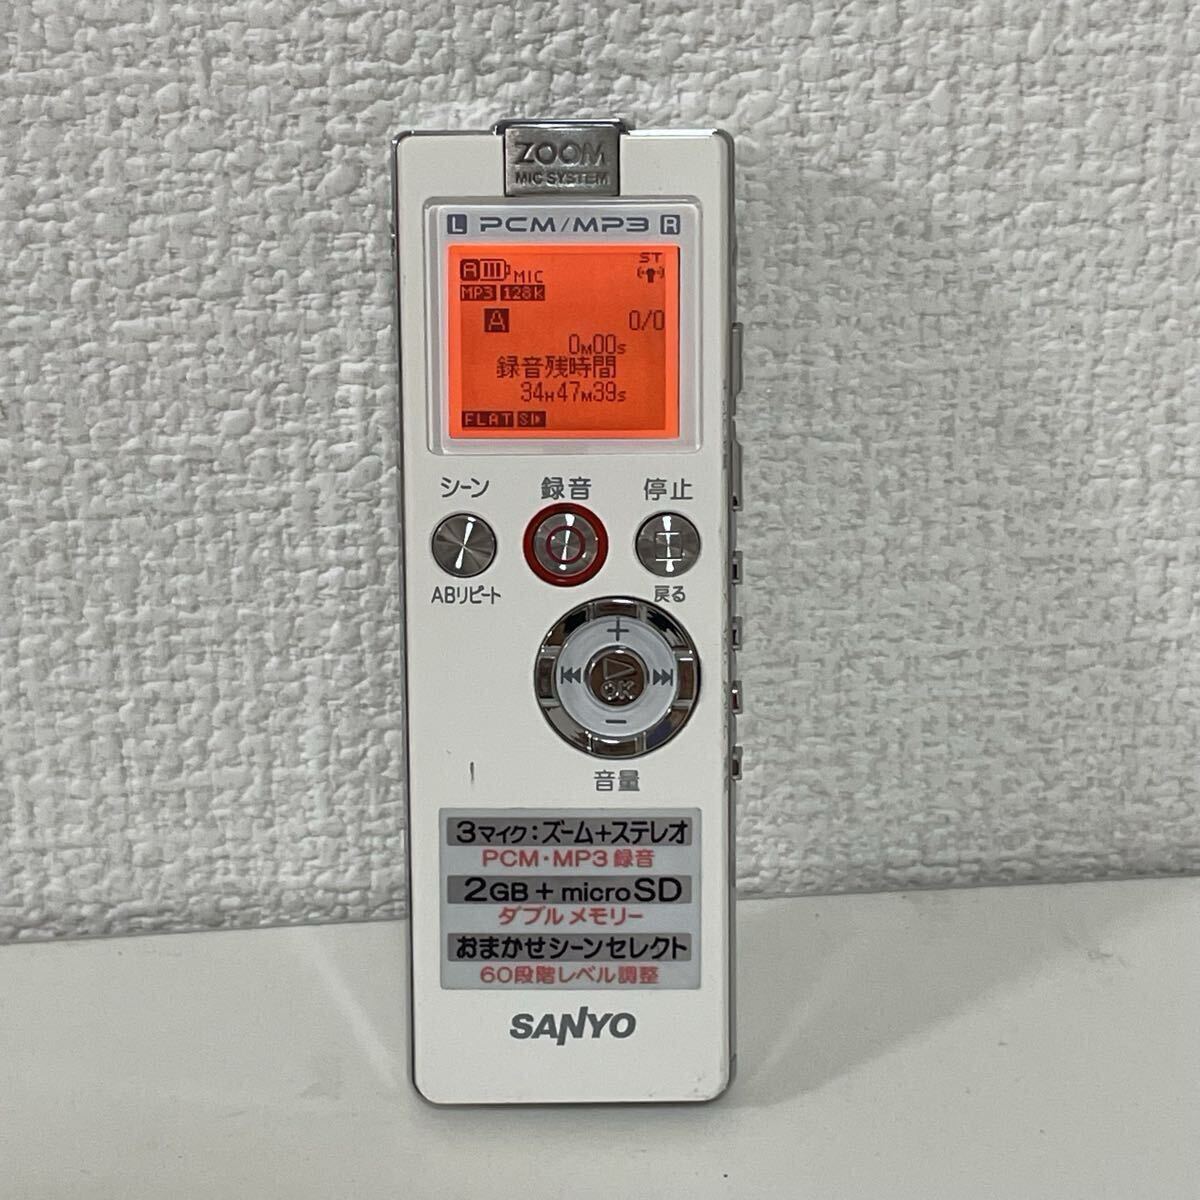 ZOOM
MIC SYSTEM
L PCM/MP3 R
A MIC ST
MP3 128k
A 0/0
0M00s
録音残時間
34H47M39s
FLAT SD
シーン 録音 停止
ABリピート 戻る
+
OK
−
音量
3マイク:ズーム+ステレオ
PCM・MP3 録音
2GB + microSD
ダブルメモリー
おまかせシーンセレクト
60段階レベル調整
SANYO